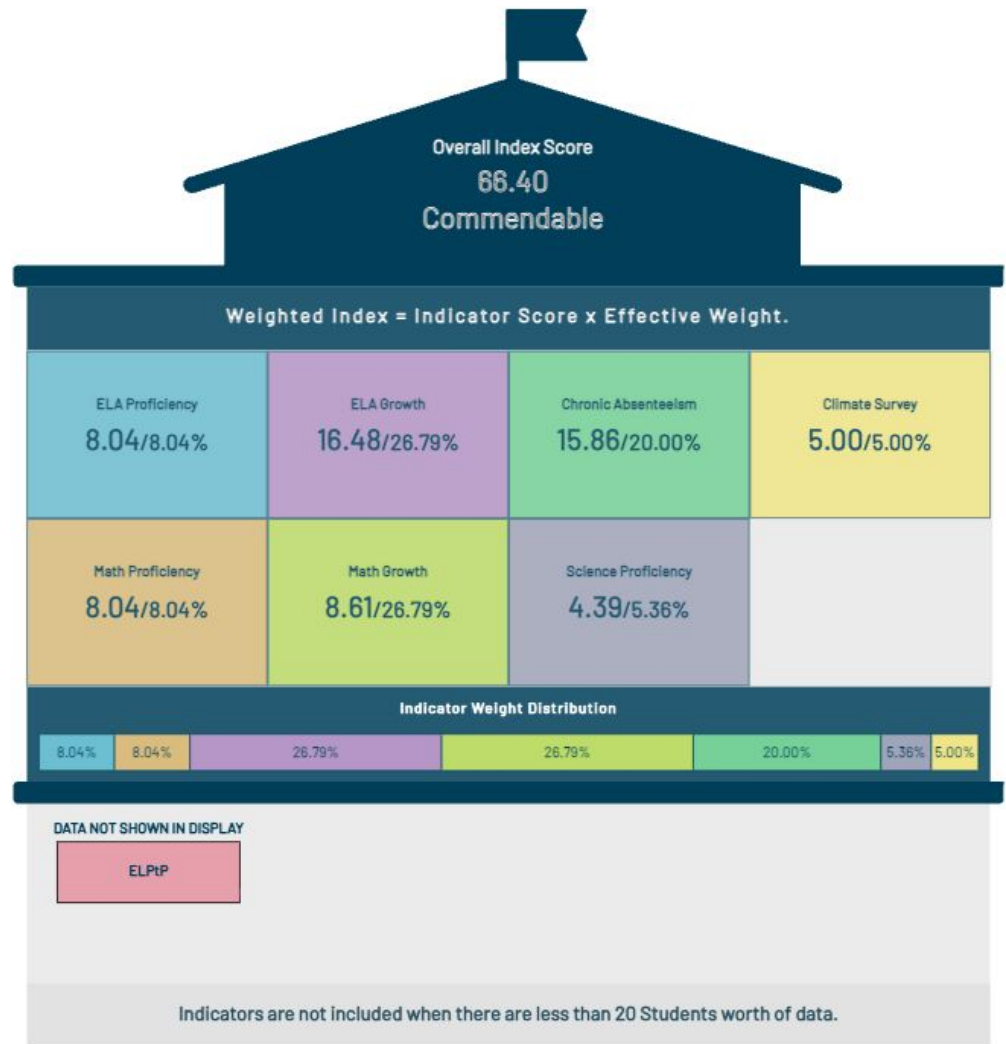 Overall Index Score
66.40
Commendable
Weighted Index = Indicator Score x Effective Weight.
ELA Proficiency
8.04/8.04%
ELA Growth
16.48/26.79%
Chronic Absenteeism
15.86/20.00%
Climate Survey
5.00/5.00%
Math Proficiency
8.04/8.04%
Math Growth
8.61/26.79%
Science Proficiency
4.39/5.36%
Indicator Weight Distribution
8.04% 8.04% 26.79% 26.79% 20.00% 5.36% 5.00%
DATA NOT SHOWN IN DISPLAY
ELPtP
Indicators are not included when there are less than 20 Students worth of data.